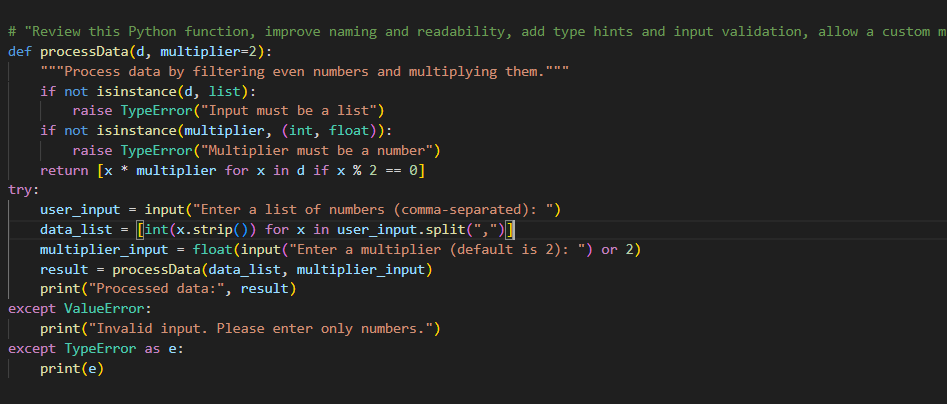 # "Review this Python function, improve naming and readability, add type hints and input validation, allow a custom m
def processData(d, multiplier=2):
    """Process data by filtering even numbers and multiplying them."""
    if not isinstance(d, list):
        raise TypeError("Input must be a list")
    if not isinstance(multiplier, (int, float)):
        raise TypeError("Multiplier must be a number")
    return [x * multiplier for x in d if x % 2 == 0]
try:
    user_input = input("Enter a list of numbers (comma-separated): ")
    data_list = [int(x.strip()) for x in user_input.split(",")]
    multiplier_input = float(input("Enter a multiplier (default is 2): ") or 2)
    result = processData(data_list, multiplier_input)
    print("Processed data:", result)
except ValueError:
    print("Invalid input. Please enter only numbers.")
except TypeError as e:
    print(e)